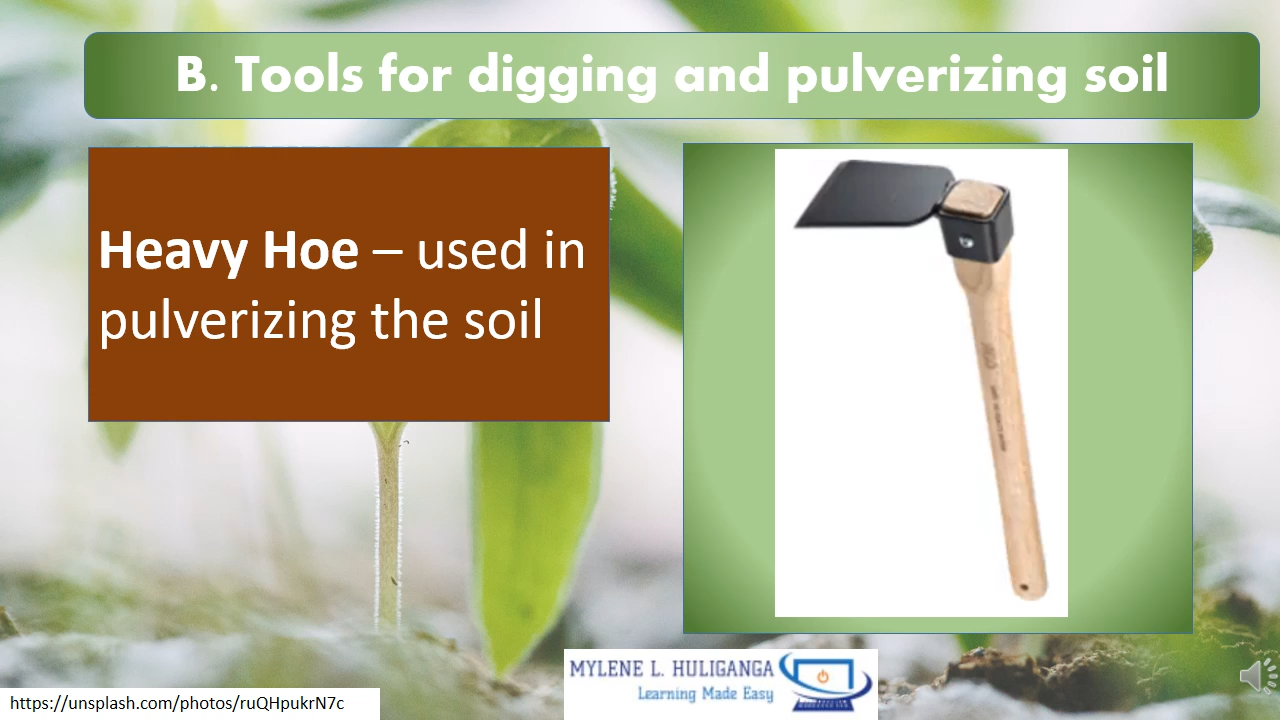 B. Tools for digging and pulverizing soil
Heavy Hoe – used in
pulverizing the soil
MYLENE L. HULIGANGA
Learning Made Easy
https://unsplash.com/photos/ruQHpukrN7c